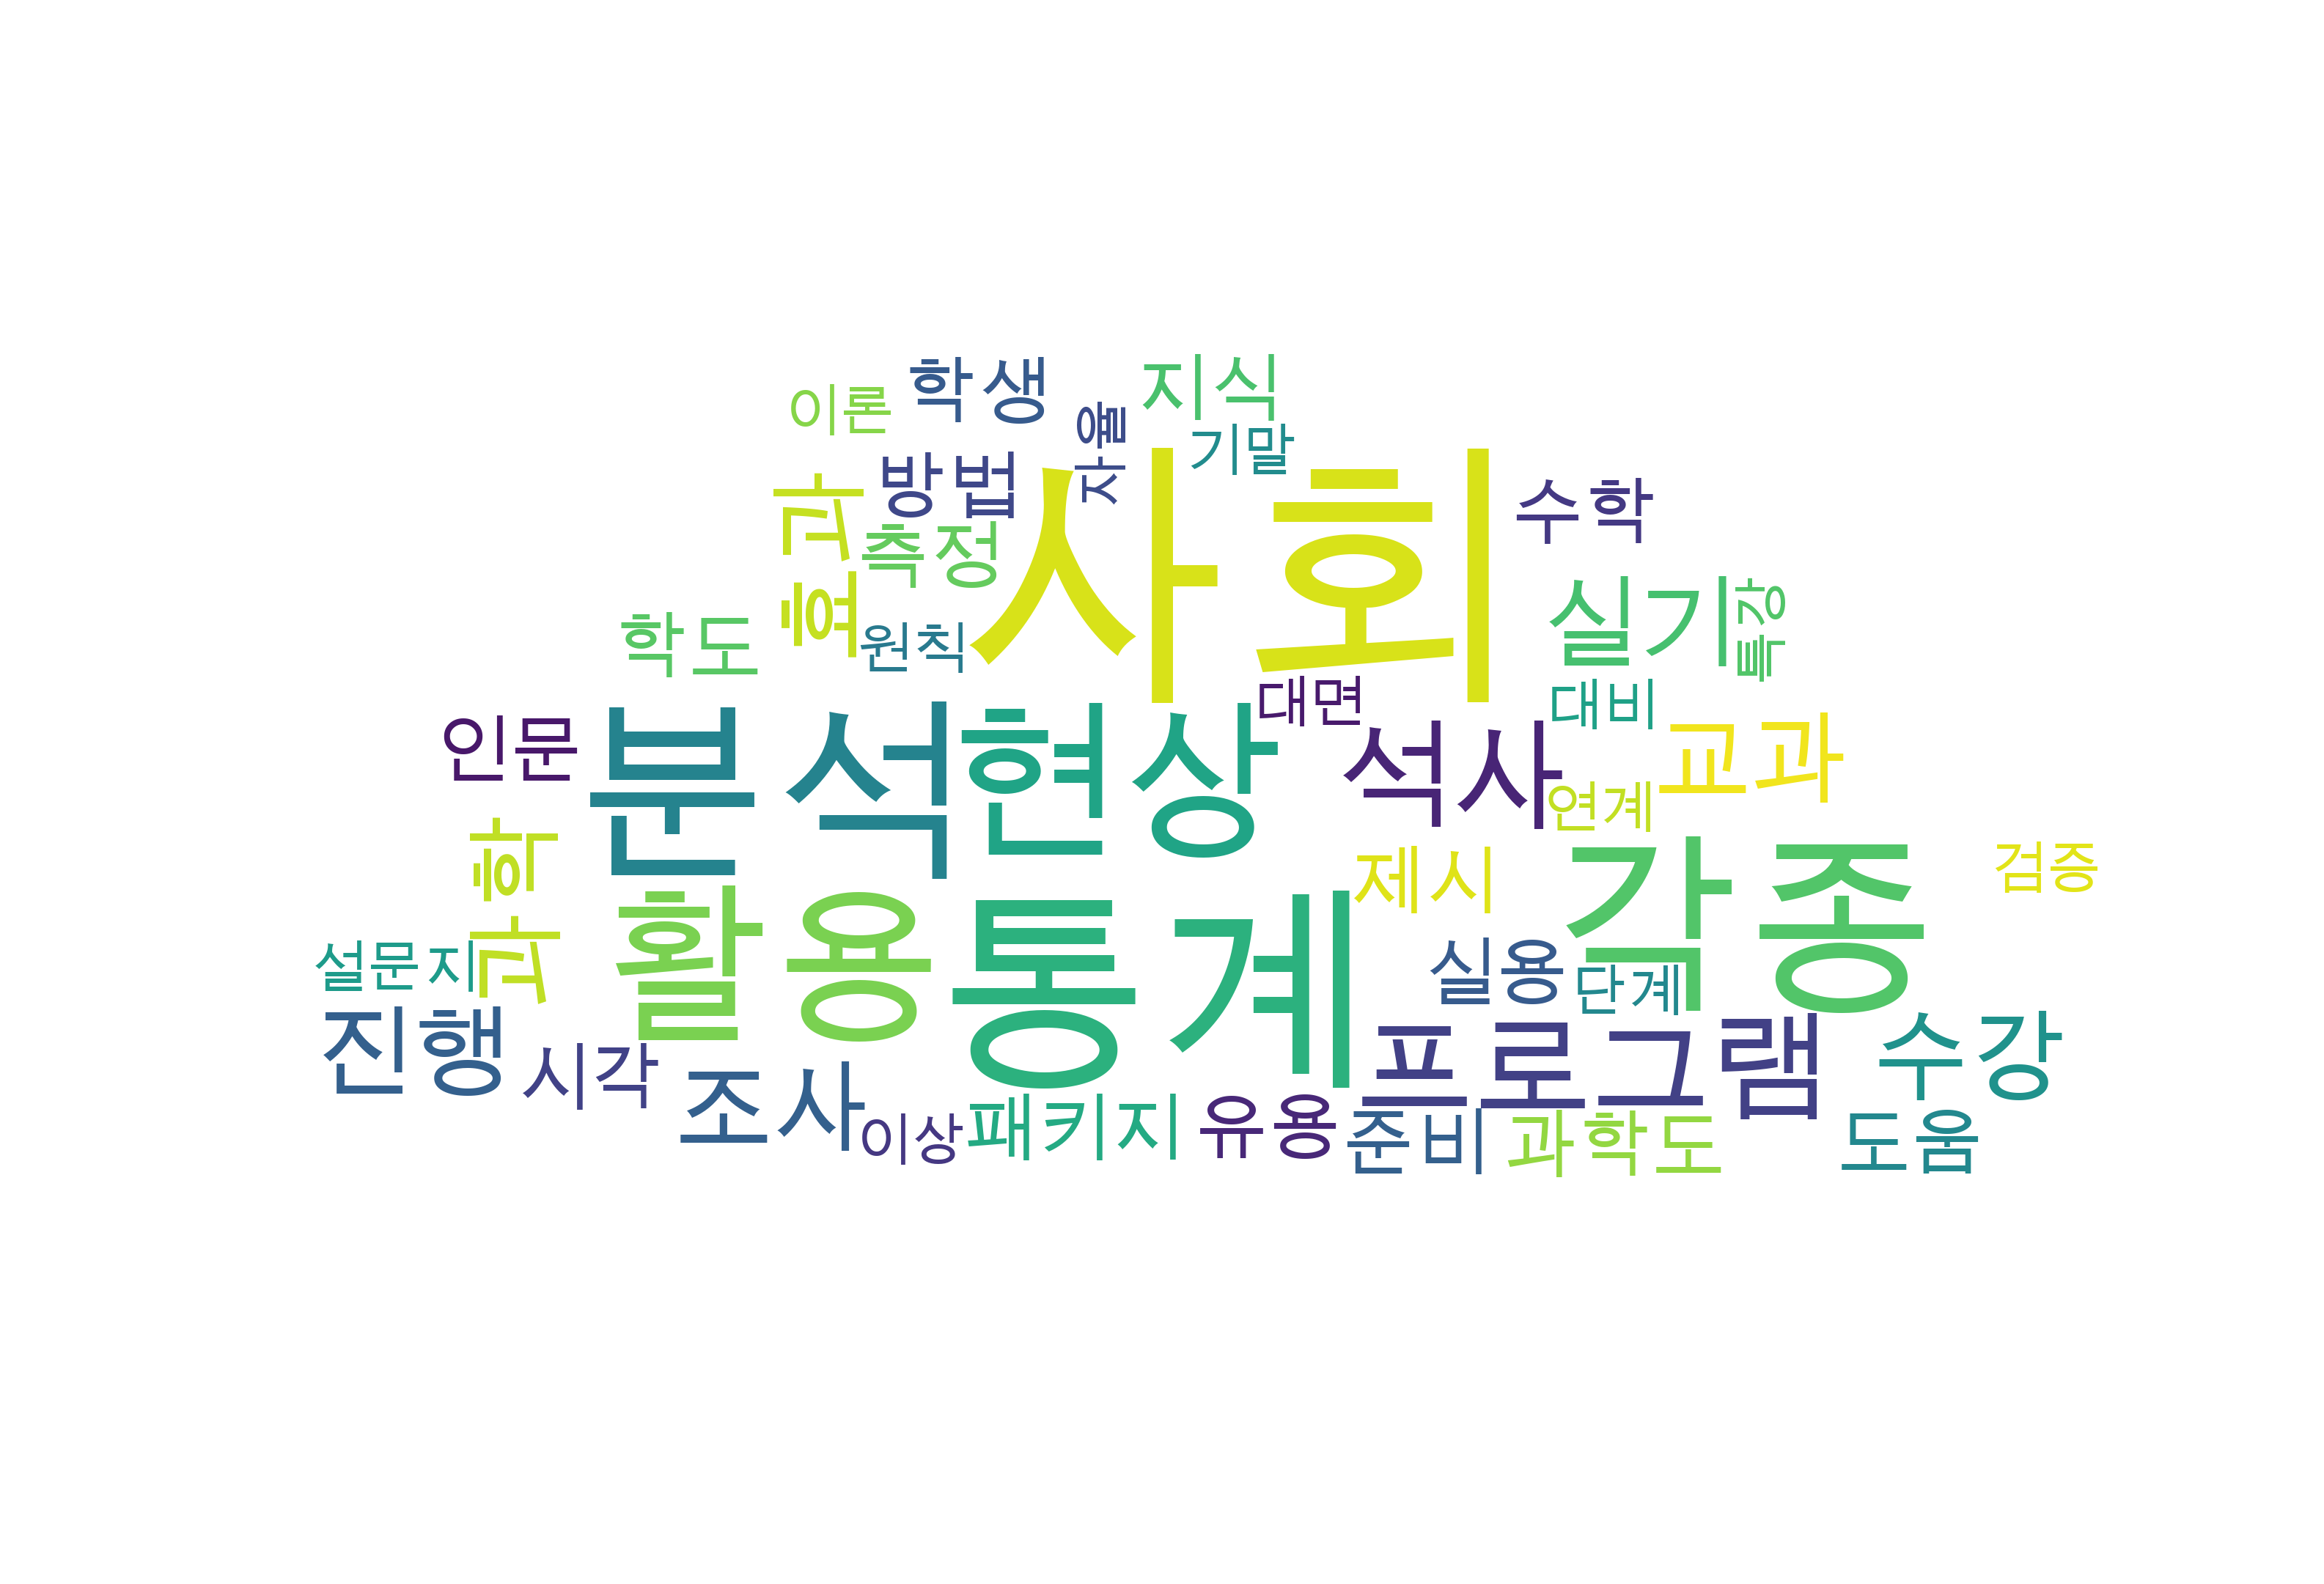 이론
학생
지식
자연
기말
방법
과학
측정
사회
수학
학도
원칙
실기
특강
인문
분석
현상
대면
석사
대비
교과
연계
과학
제시
각종
검증
설문지
활용
통계
실용
단계
진행
시각
조사
이상
패키지
유용
프로그램
준비
과학도
수강
도움